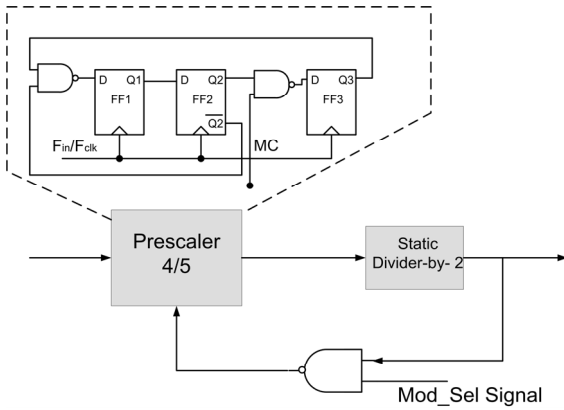 D Q1
FF1
D Q2
FF2
Q2
D Q3
FF3
Fin/Fclk
MC
Prescaler
4/5
Static
Divider-by- 2
Mod_Sel Signal